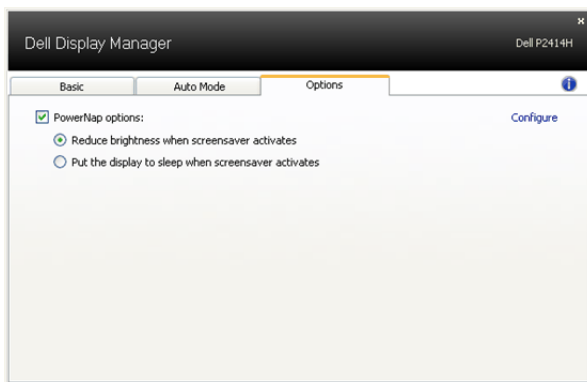 Dell Display Manager
Dell P2414H
Basic
Auto Mode
Options
PowerNap options:
Configure
Reduce brightness when screensaver activates
Put the display to sleep when screensaver activates